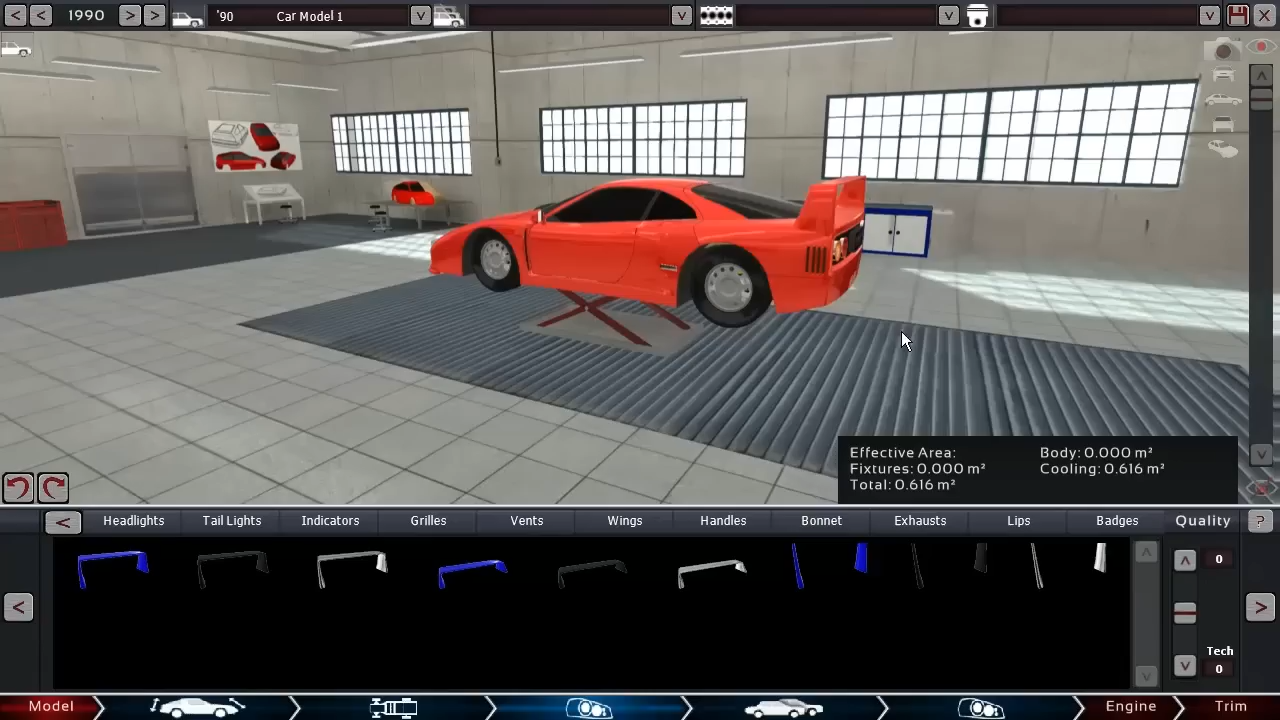 1990
'90 Car Model 1
Effective Area: Body: 0.000 m²
Fixtures: 0.000 m² Cooling: 0.616 m²
Total: 0.616 m²
Headlights Tail Lights Indicators Grilles Vents Wings Handles Bonnet Exhausts Lips Badges Quality ?
0
Tech
0
Model Engine Trim